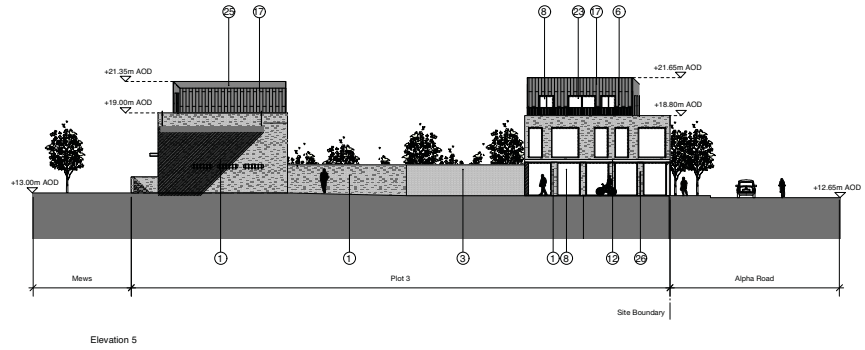 25 17 8 23 17 6
+21.35m AOD
+21.65m AOD
+19.00m AOD
+18.80m AOD
+13.00m AOD
+12.65m AOD
1 1 3 1 8 12 26
Mews
Plot 3
Alpha Road
Site Boundary
Elevation 5